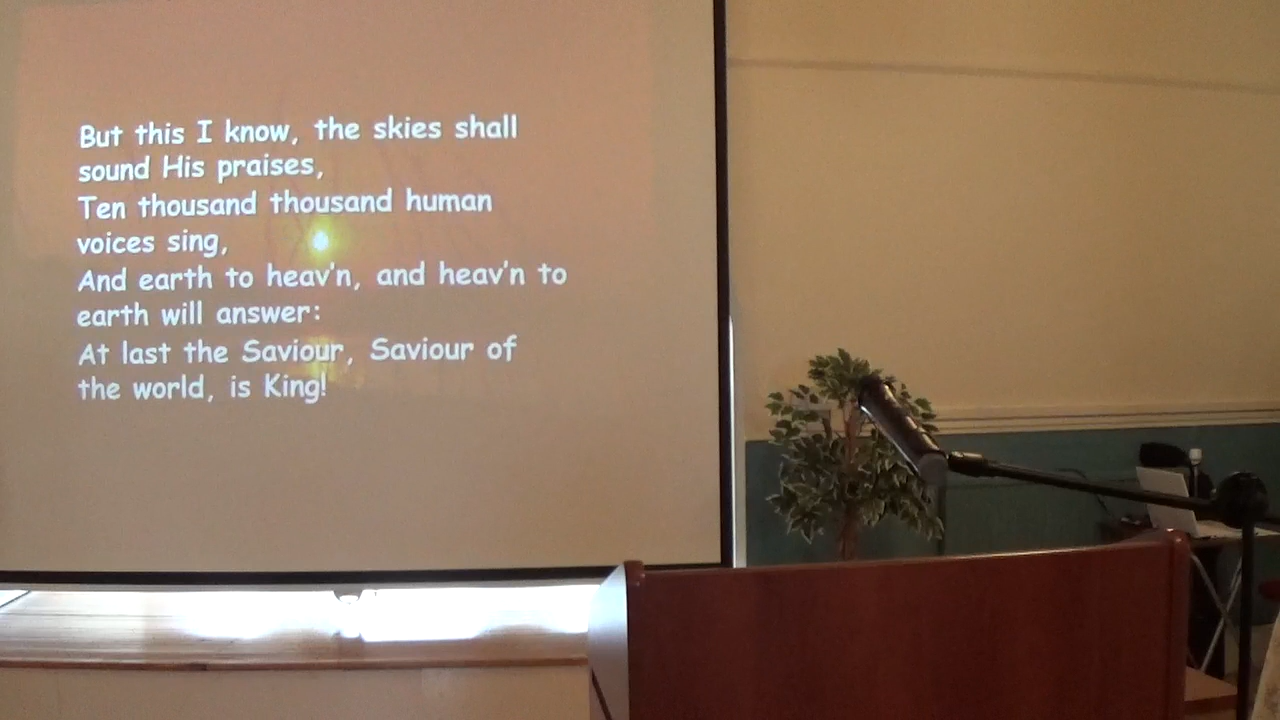 But this I know, the skies shall
sound His praises,
Ten thousand thousand human
voices sing,
And earth to heav'n, and heav'n to
earth will answer:
At last the Saviour, Saviour of
the world, is King!